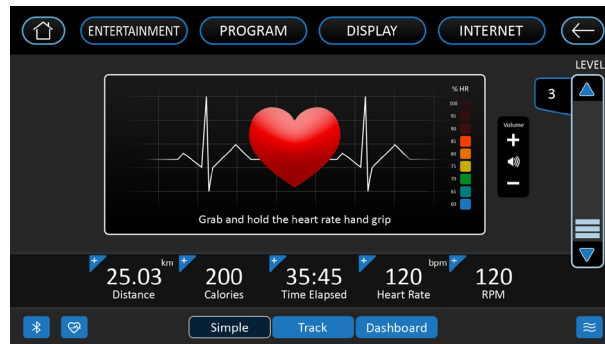 ENTERTAINMENT
PROGRAM
DISPLAY
INTERNET
LEVEL
3
% HR
100
95
90
85
80
75
70
65
60
Volume
+
−
Grab and hold the heart rate hand grip
25.03 km
Distance
200
Calories
35:45
Time Elapsed
120 bpm
Heart Rate
120
RPM
Simple
Track
Dashboard